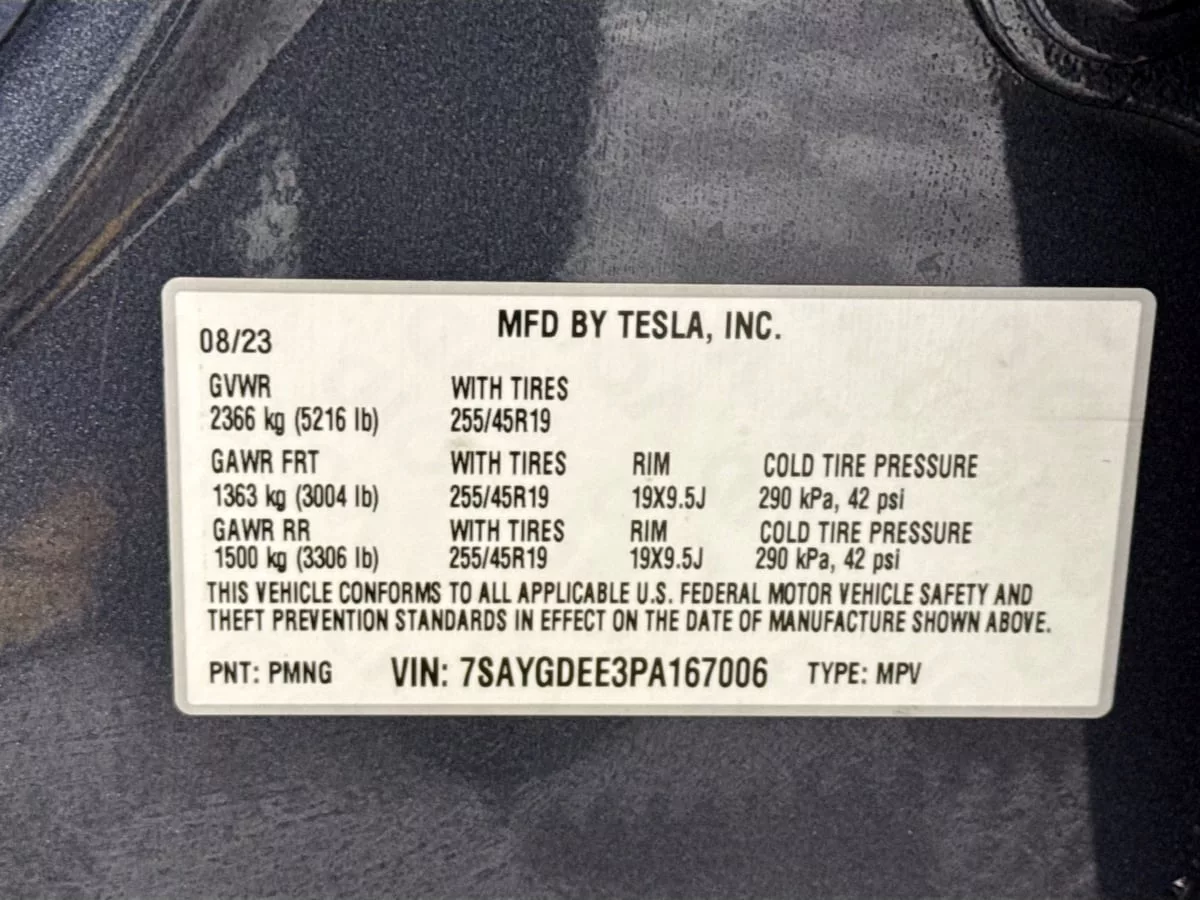 MFD BY TESLA, INC.
08/23
GVWR WITH TIRES
2366 kg (5216 lb) 255/45R19
GAWR FRT WITH TIRES RIM COLD TIRE PRESSURE
1363 kg (3004 lb) 255/45R19 19X9.5J 290 kPa, 42 psi
GAWR RR WITH TIRES RIM COLD TIRE PRESSURE
1500 kg (3306 lb) 255/45R19 19X9.5J 290 kPa, 42 psi
THIS VEHICLE CONFORMS TO ALL APPLICABLE U.S. FEDERAL MOTOR VEHICLE SAFETY AND
THEFT PREVENTION STANDARDS IN EFFECT ON THE DATE OF MANUFACTURE SHOWN ABOVE.
PNT: PMNG VIN: 7SAYGDEE3PA167006 TYPE: MPV